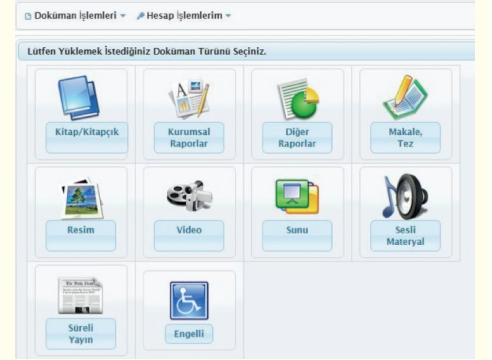 Doküman İşlemleri Hesap İşlemlerim
Lütfen Yüklemek İstediğiniz Doküman Türünü Seçiniz.
Kitap/Kitapçık
Kurumsal
Raporlar
Diğer
Raporlar
Makale,
Tez
Resim
Video
Sunu
Sesli
Materyal
Süreli
Yayın
Engelli